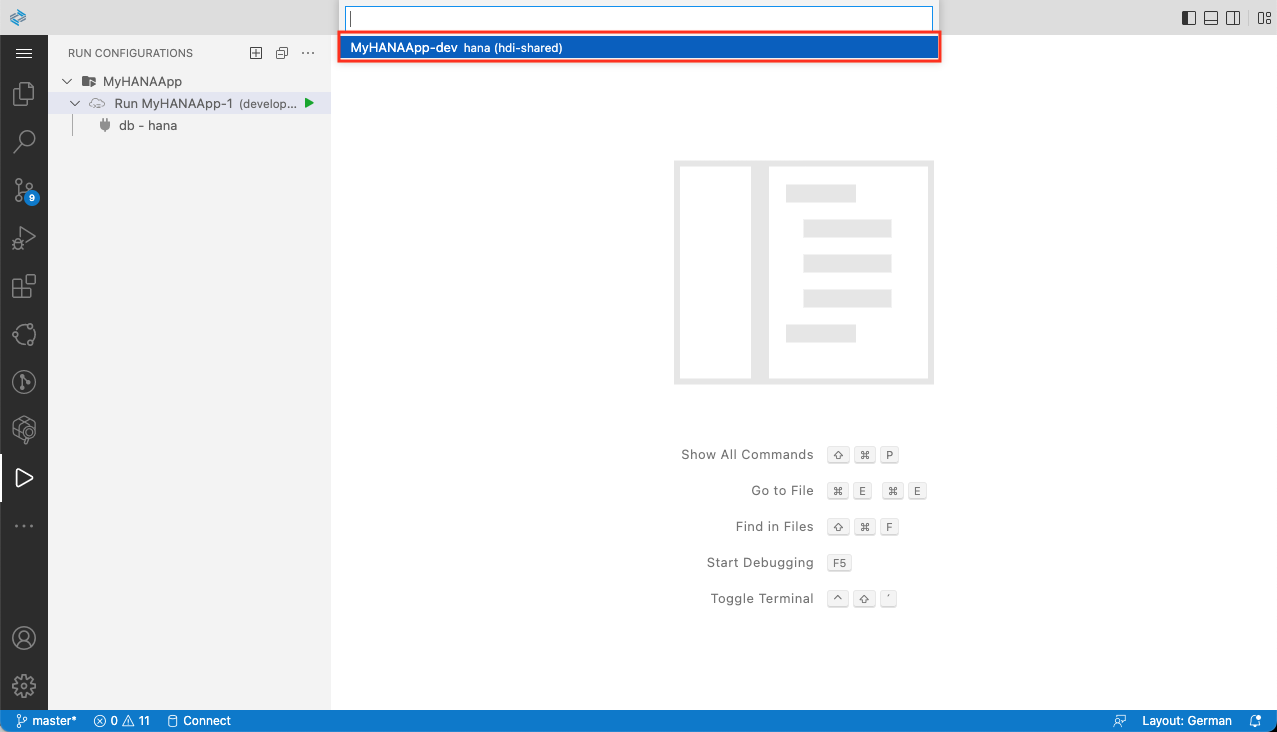 MyHANAApp-dev hana (hdi-shared)
RUN CONFIGURATIONS
MyHANAApp
Run MyHANAApp-1 (develop...
db - hana
9
Show All Commands ⇧ ⌘ P
Go to File ⌘ E ⌘ E
Find in Files ⇧ ⌘ F
Start Debugging F5
Toggle Terminal ^ ⇧ ′
master* 0 11 Connect Layout: German